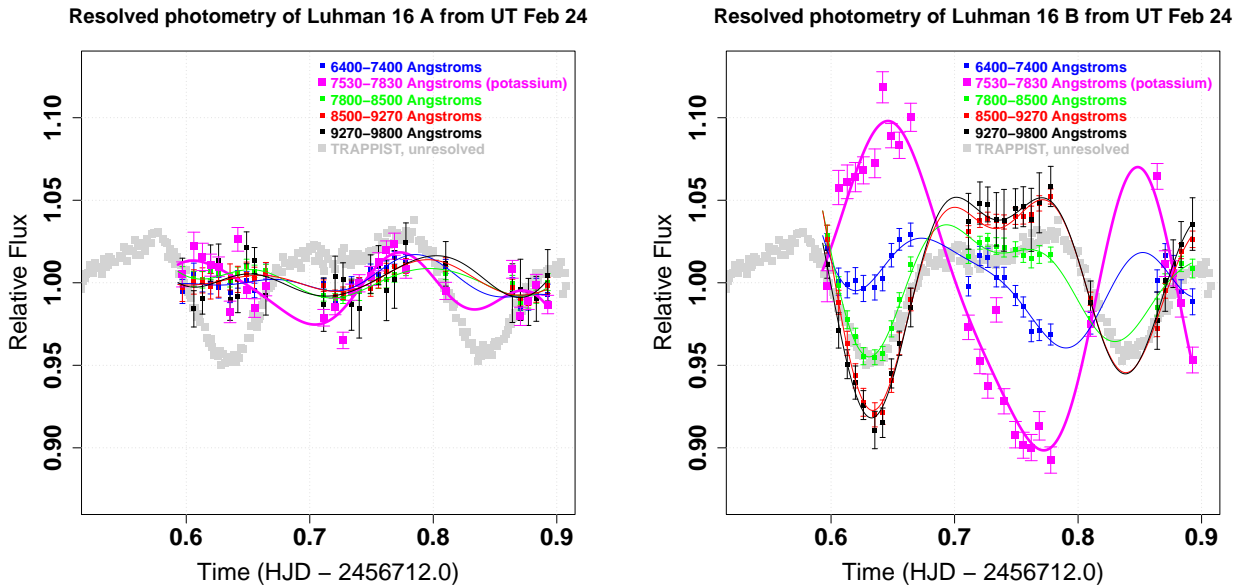 Resolved photometry of Luhman 16 A from UT Feb 24
6400−7400 Angstroms
7530−7830 Angstroms (potassium)
7800−8500 Angstroms
8500−9270 Angstroms
9270−9800 Angstroms
TRAPPIST, unresolved
Relative Flux
1.10
1.05
1.00
0.95
0.90
0.6 0.7 0.8 0.9
Time (HJD − 2456712.0)
Resolved photometry of Luhman 16 B from UT Feb 24
6400−7400 Angstroms
7530−7830 Angstroms (potassium)
7800−8500 Angstroms
8500−9270 Angstroms
9270−9800 Angstroms
TRAPPIST, unresolved
Relative Flux
1.10
1.05
1.00
0.95
0.90
0.6 0.7 0.8 0.9
Time (HJD − 2456712.0)